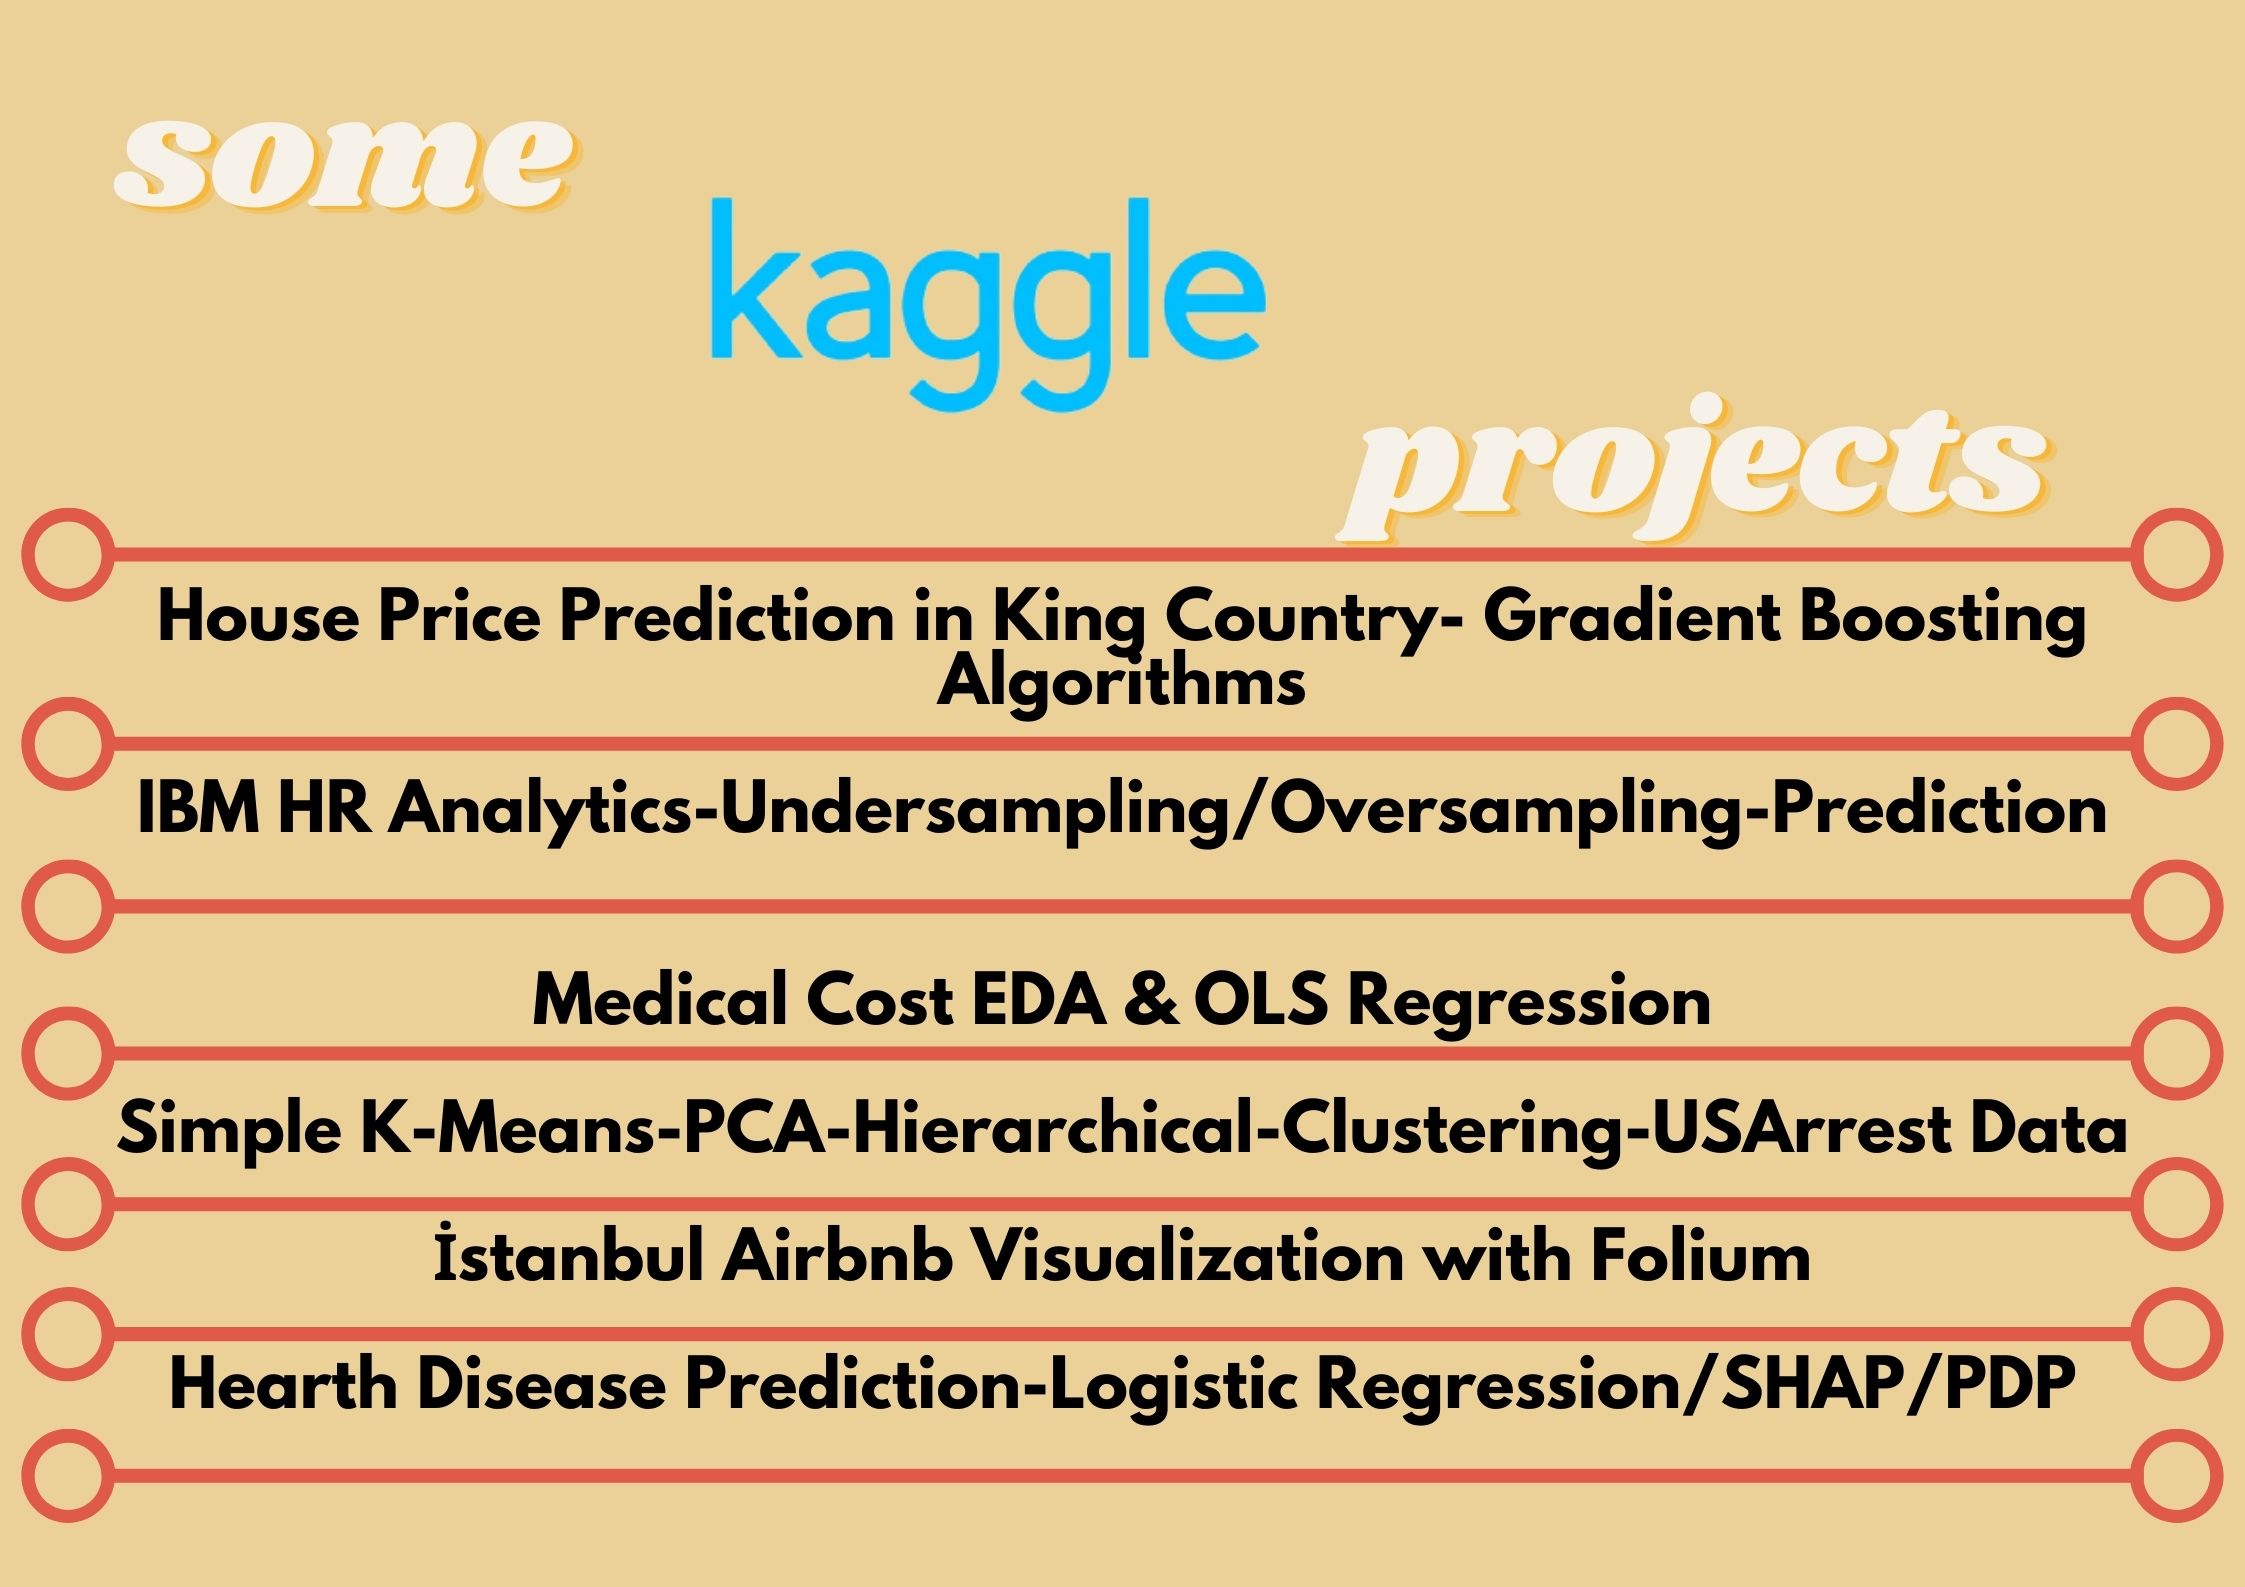 some
kaggle
projects
House Price Prediction in King Country- Gradient Boosting
Algorithms
IBM HR Analytics-Undersampling/Oversampling-Prediction
Medical Cost EDA & OLS Regression
Simple K-Means-PCA-Hierarchical-Clustering-USArrest Data
İstanbul Airbnb Visualization with Folium
Hearth Disease Prediction-Logistic Regression/SHAP/PDP